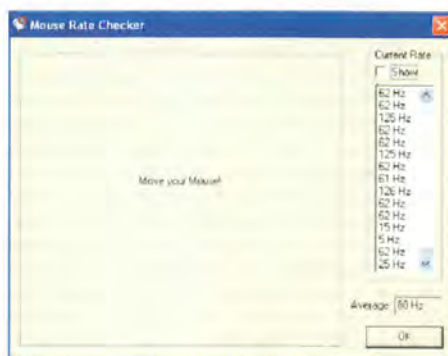 Mouse Rate Checker
Move your Mouse!
Current Rate
Show
62 Hz
62 Hz
125 Hz
62 Hz
62 Hz
125 Hz
62 Hz
61 Hz
126 Hz
62 Hz
62 Hz
15 Hz
5 Hz
62 Hz
25 Hz
Average: 60 Hz
OK